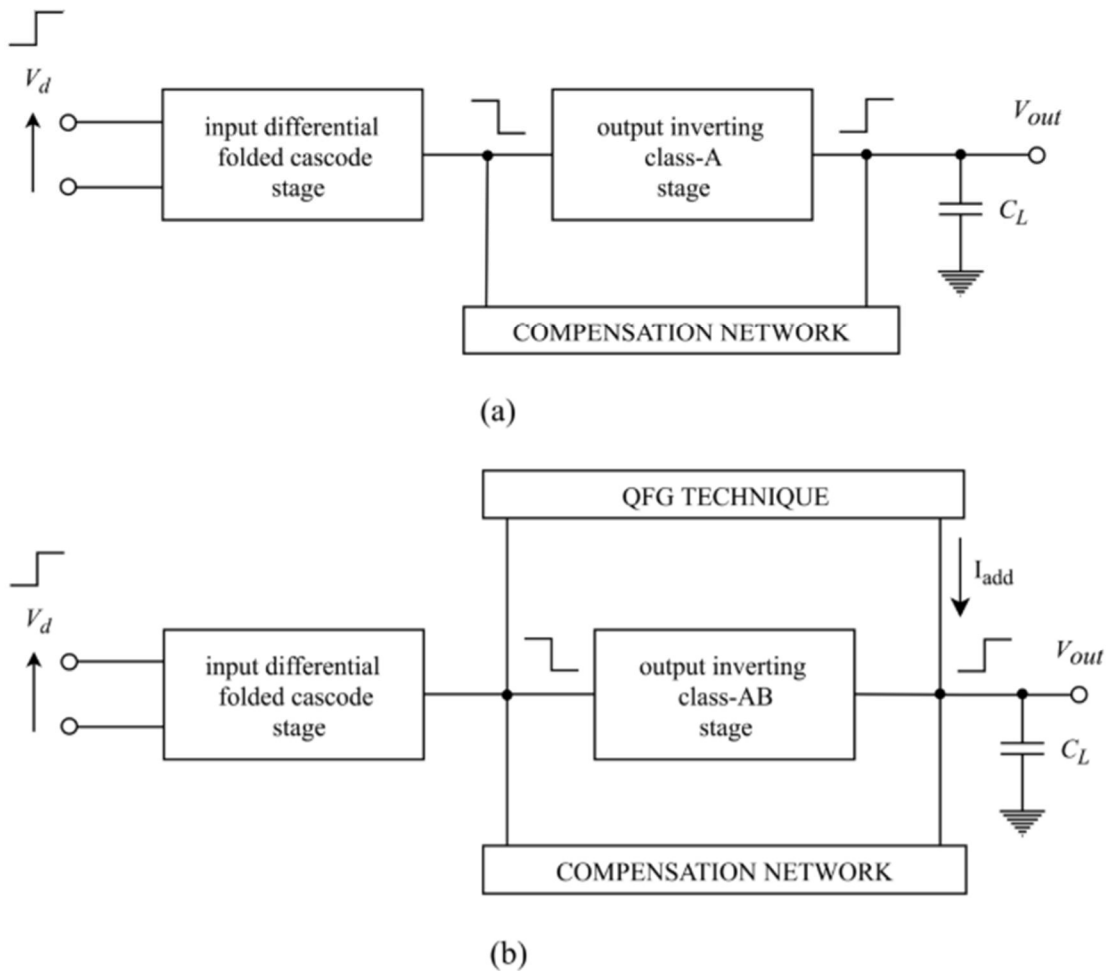 V_d
input differential
folded cascode
stage
output inverting
class-A
stage
V_out
C_L
COMPENSATION NETWORK
(a)
QFG TECHNIQUE
I_add
V_d
input differential
folded cascode
stage
output inverting
class-AB
stage
V_out
C_L
COMPENSATION NETWORK
(b)